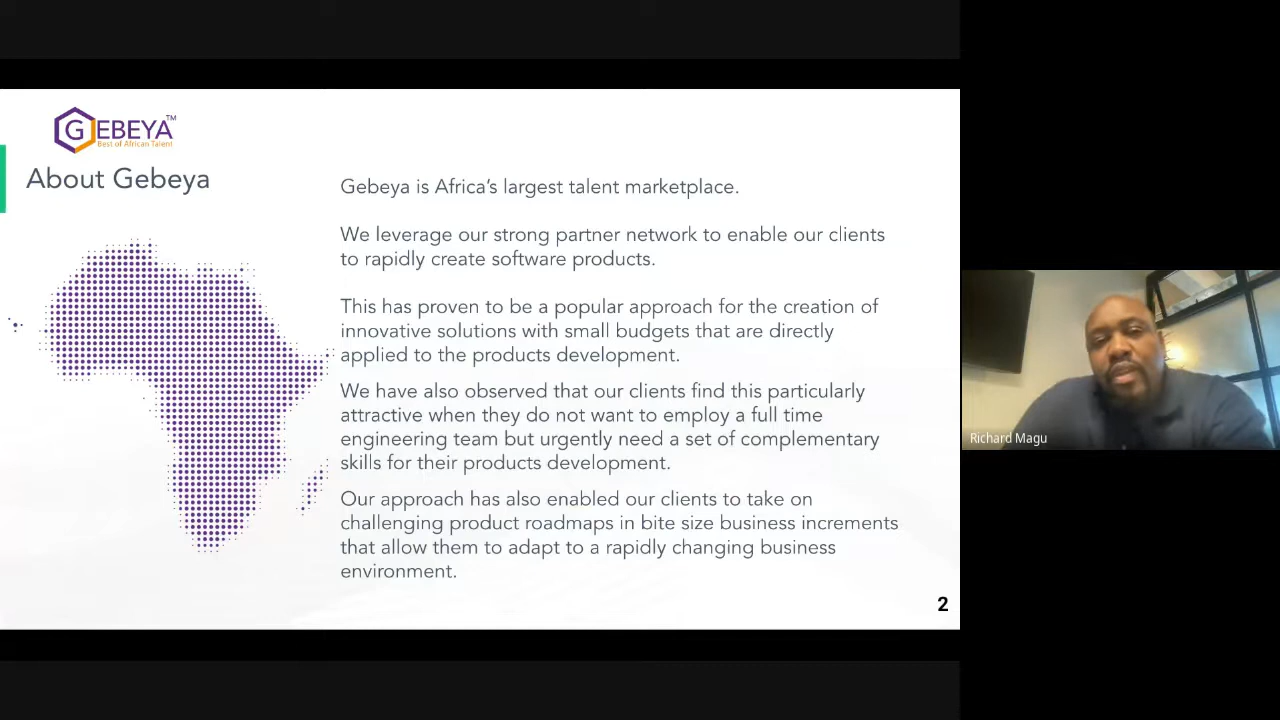 GEBEYA™
Best of African Talent
About Gebeya
Gebeya is Africa’s largest talent marketplace.
We leverage our strong partner network to enable our clients
to rapidly create software products.
This has proven to be a popular approach for the creation of
innovative solutions with small budgets that are directly
applied to the products development.
We have also observed that our clients find this particularly
attractive when they do not want to employ a full time
engineering team but urgently need a set of complementary
skills for their products development.
Our approach has also enabled our clients to take on
challenging product roadmaps in bite size business increments
that allow them to adapt to a rapidly changing business
environment.
2
Richard Magu